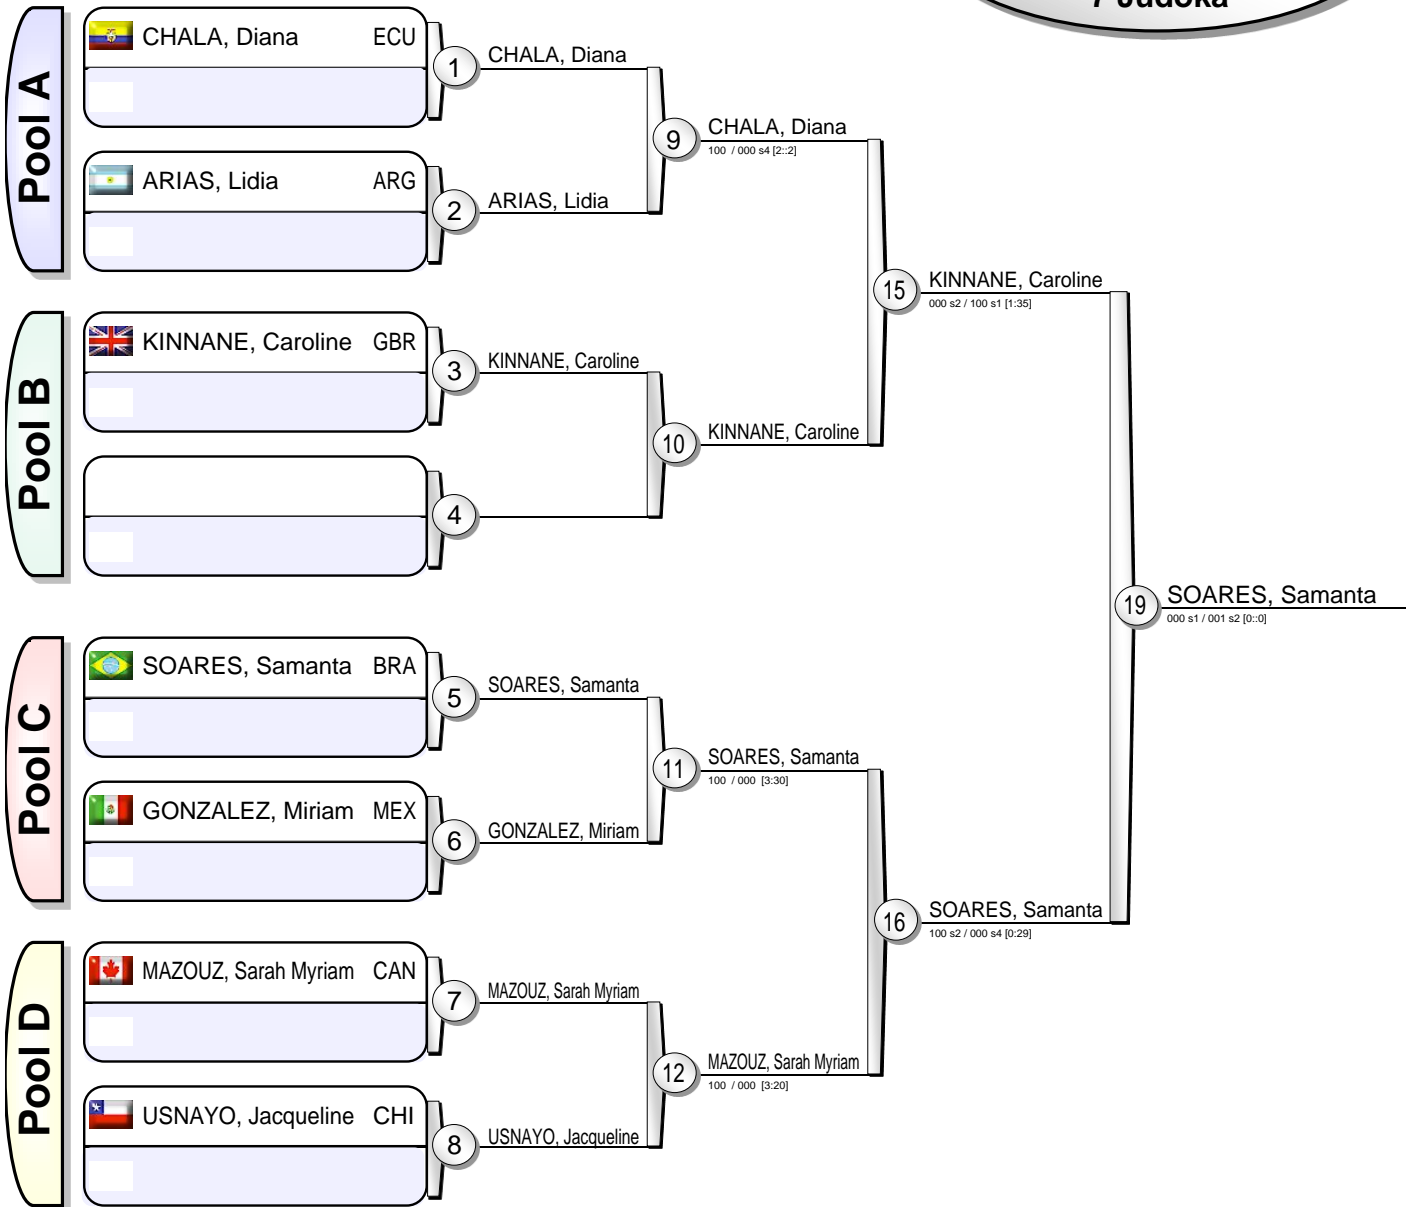 7 Judoka
Pool A
CHALA, Diana ECU
1
CHALA, Diana
ARIAS, Lidia ARG
2
ARIAS, Lidia
9
CHALA, Diana
100 / 000 s4 [2::2]
Pool B
KINNANE, Caroline GBR
3
KINNANE, Caroline
4
10
KINNANE, Caroline
15
KINNANE, Caroline
000 s2 / 100 s1 [1:35]
Pool C
SOARES, Samanta BRA
5
SOARES, Samanta
GONZALEZ, Miriam MEX
6
GONZALEZ, Miriam
11
SOARES, Samanta
100 / 000 [3:30]
Pool D
MAZOUZ, Sarah Myriam CAN
7
MAZOUZ, Sarah Myriam
USNAYO, Jacqueline CHI
8
USNAYO, Jacqueline
12
MAZOUZ, Sarah Myriam
100 / 000 [3:20]
16
SOARES, Samanta
100 s2 / 000 s4 [0:29]
19
SOARES, Samanta
000 s1 / 001 s2 [0::0]